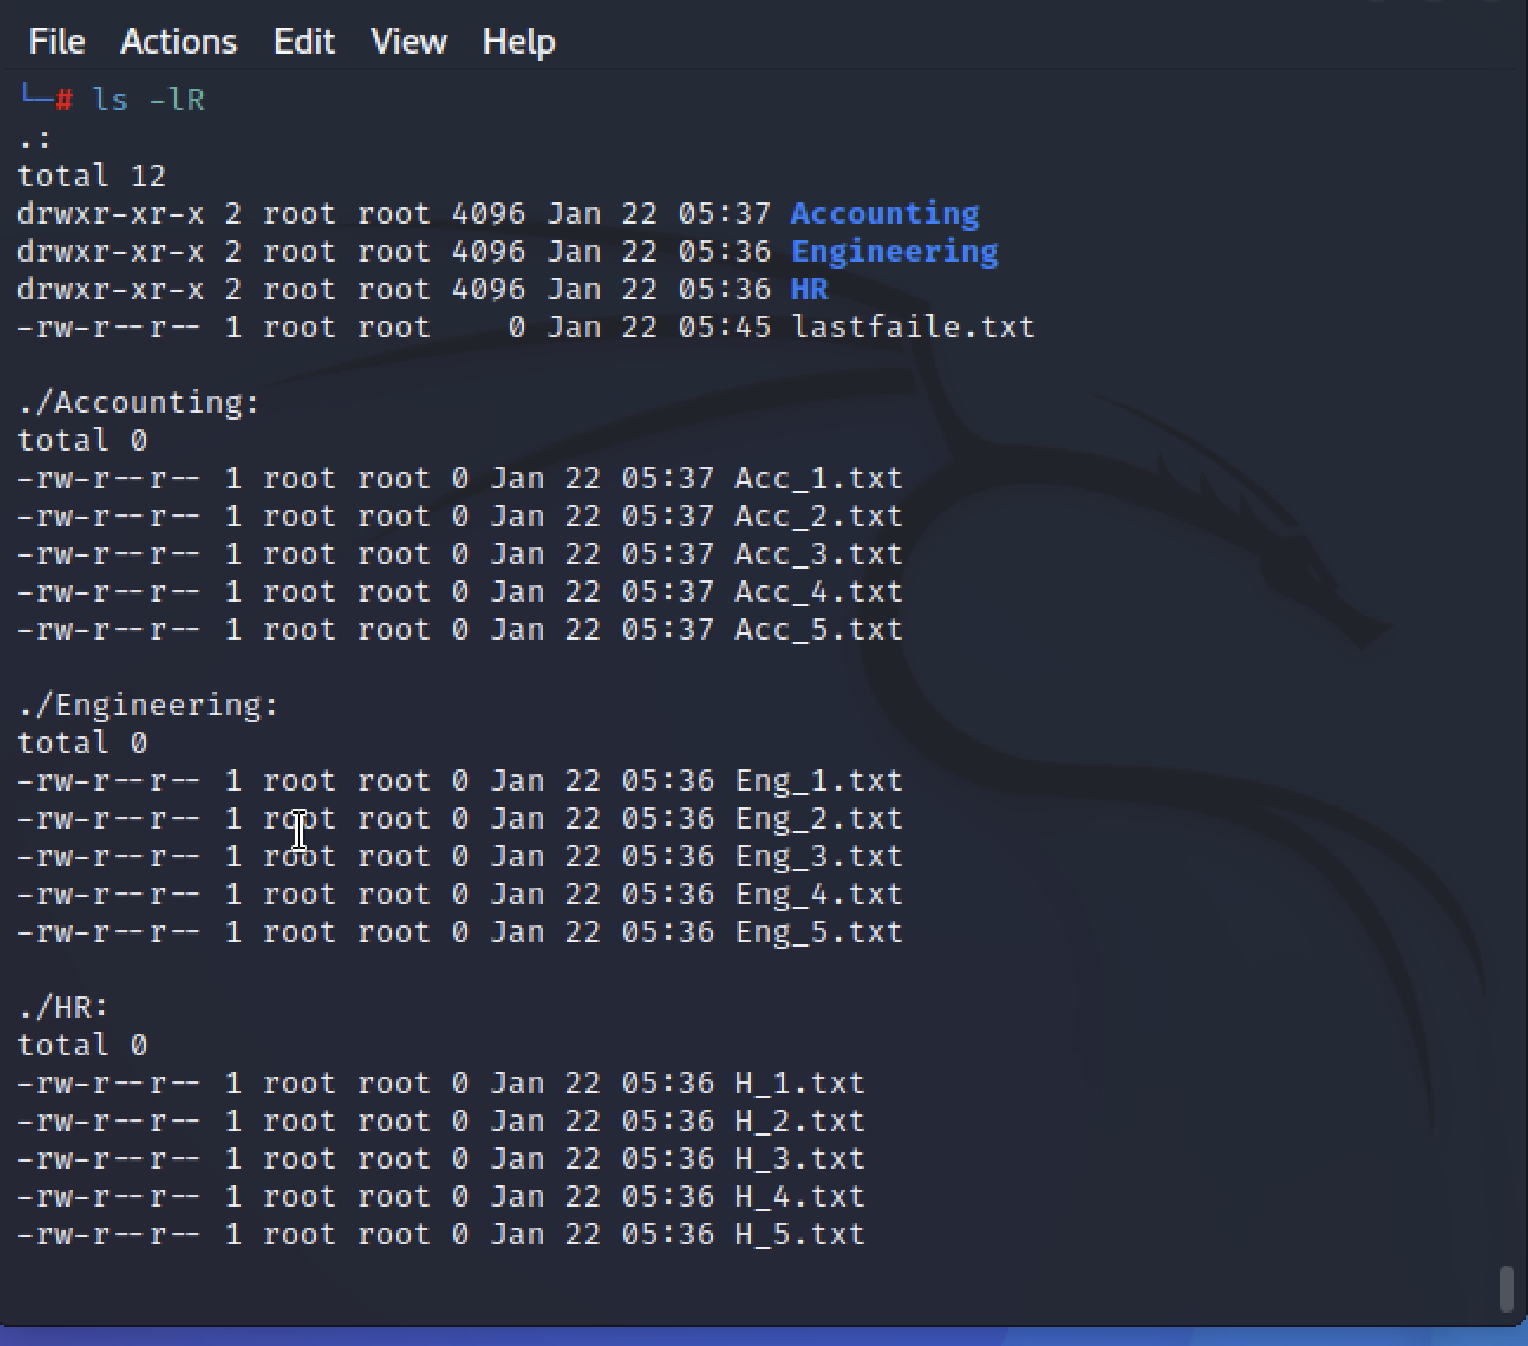 File Actions Edit View Help
└─# ls -lR
.:
total 12
drwxr-xr-x 2 root root 4096 Jan 22 05:37 Accounting
drwxr-xr-x 2 root root 4096 Jan 22 05:36 Engineering
drwxr-xr-x 2 root root 4096 Jan 22 05:36 HR
-rw-r--r-- 1 root root    0 Jan 22 05:45 lastfaile.txt

./Accounting:
total 0
-rw-r--r-- 1 root root 0 Jan 22 05:37 Acc_1.txt
-rw-r--r-- 1 root root 0 Jan 22 05:37 Acc_2.txt
-rw-r--r-- 1 root root 0 Jan 22 05:37 Acc_3.txt
-rw-r--r-- 1 root root 0 Jan 22 05:37 Acc_4.txt
-rw-r--r-- 1 root root 0 Jan 22 05:37 Acc_5.txt

./Engineering:
total 0
-rw-r--r-- 1 root root 0 Jan 22 05:36 Eng_1.txt
-rw-r--r-- 1 root root 0 Jan 22 05:36 Eng_2.txt
-rw-r--r-- 1 root root 0 Jan 22 05:36 Eng_3.txt
-rw-r--r-- 1 root root 0 Jan 22 05:36 Eng_4.txt
-rw-r--r-- 1 root root 0 Jan 22 05:36 Eng_5.txt

./HR:
total 0
-rw-r--r-- 1 root root 0 Jan 22 05:36 H_1.txt
-rw-r--r-- 1 root root 0 Jan 22 05:36 H_2.txt
-rw-r--r-- 1 root root 0 Jan 22 05:36 H_3.txt
-rw-r--r-- 1 root root 0 Jan 22 05:36 H_4.txt
-rw-r--r-- 1 root root 0 Jan 22 05:36 H_5.txt